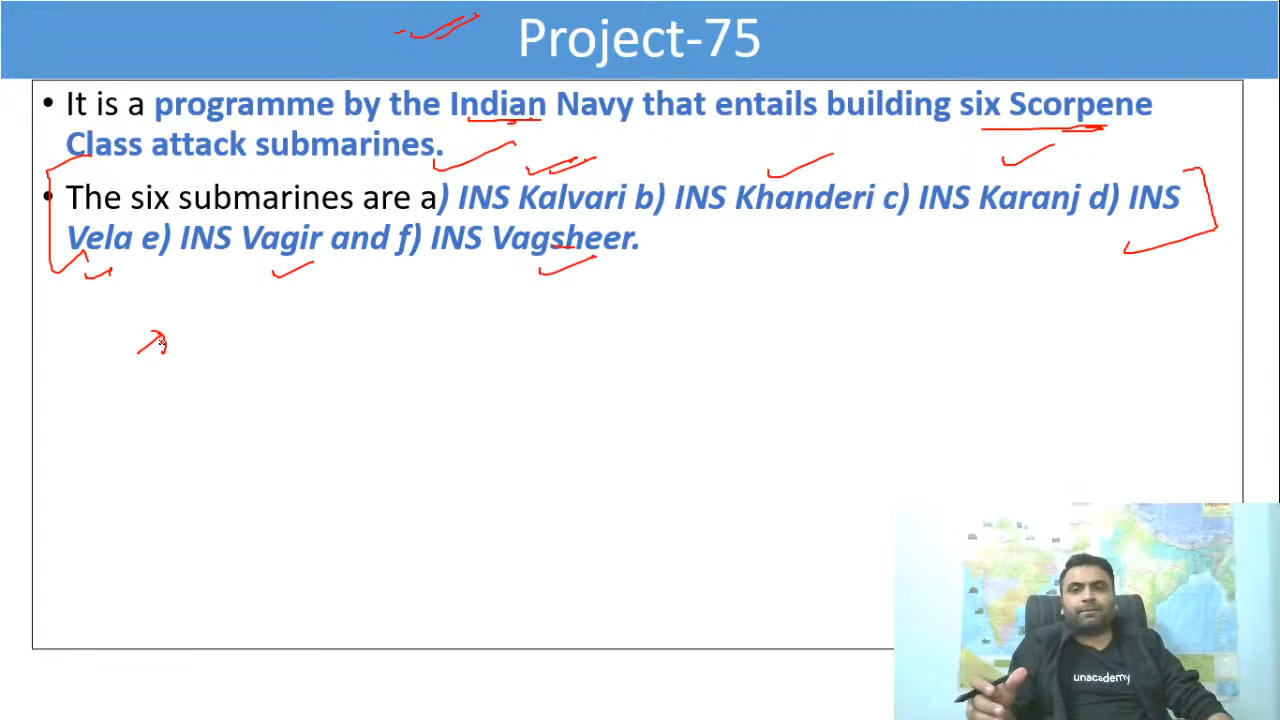 Project-75
• It is a programme by the Indian Navy that entails building six Scorpene
Class attack submarines.
• The six submarines are a) INS Kalvari b) INS Khanderi c) INS Karanj d) INS
Vela e) INS Vagir and f) INS Vagsheer.
unacademy